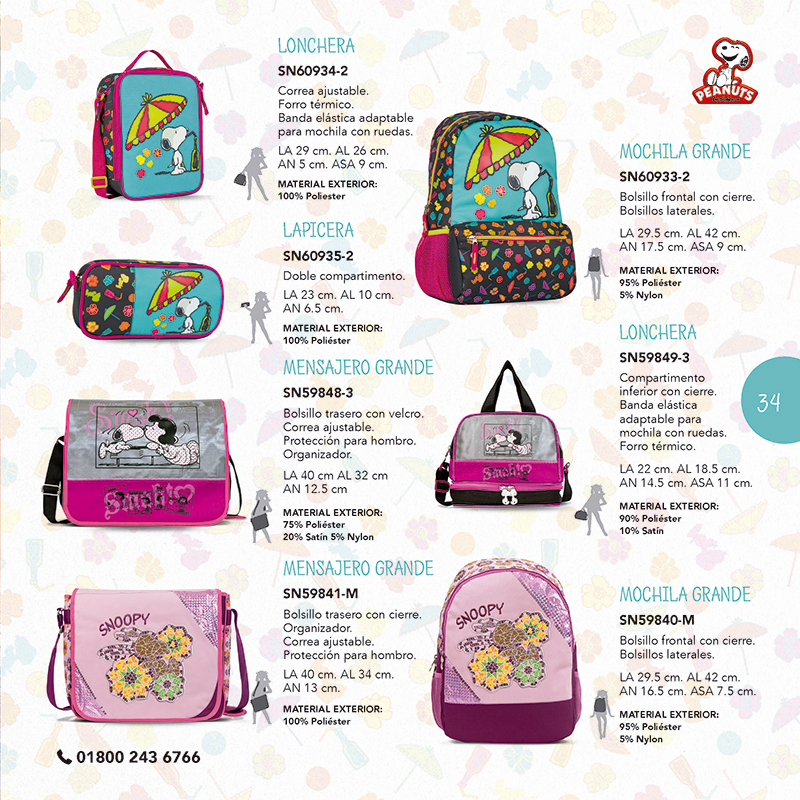 LONCHERA
SN60934-2
Correa ajustable.
Forro térmico.
Banda elástica adaptable
para mochila con ruedas.
LA 29 cm. AL 26 cm.
AN 5 cm. ASA 9 cm.
MATERIAL EXTERIOR:
100% Poliester
LAPICERA
SN60935-2
Doble compartimento.
LA 23 cm. AL 10 cm.
AN 6.5 cm.
MATERIAL EXTERIOR:
100% Poliéster
MENSAJERO GRANDE
SN59848-3
Bolsillo trasero con velcro.
Correa ajustable.
Protección para hombro.
Organizador.
LA 40 cm AL 32 cm
AN 12.5 cm
MATERIAL EXTERIOR:
75% Poliéster
20% Satín 5% Nylon
Smak!
MENSAJERO GRANDE
SN59841-M
Bolsillo trasero con cierre.
Organizador.
Correa ajustable.
Protección para hombro.
LA 40 cm. AL 34 cm.
AN 13 cm.
MATERIAL EXTERIOR:
100% Poliéster
SNOOPY
01800 243 6766
PEANUTS
MOCHILA GRANDE
SN60933-2
Bolsillo frontal con cierre.
Bolsillos laterales.
LA 29.5 cm. AL 42 cm.
AN 17.5 cm. ASA 9 cm.
MATERIAL EXTERIOR:
95% Poliéster
5% Nylon
LONCHERA
SN59849-3
Compartimento
inferior con cierre.
Banda elástica
adaptable para
mochila con ruedas.
Forro térmico.
LA 22 cm. AL 18.5 cm.
AN 14.5 cm. ASA 11 cm.
MATERIAL EXTERIOR:
90% Poliéster
10% Satín
Smak!
34
MOCHILA GRANDE
SN59840-M
Bolsillo frontal con cierre.
Bolsillos laterales.
LA 29.5 cm. AL 42 cm.
AN 16.5 cm. ASA 7.5 cm.
MATERIAL EXTERIOR:
95% Poliéster
5% Nylon
SNOOPY